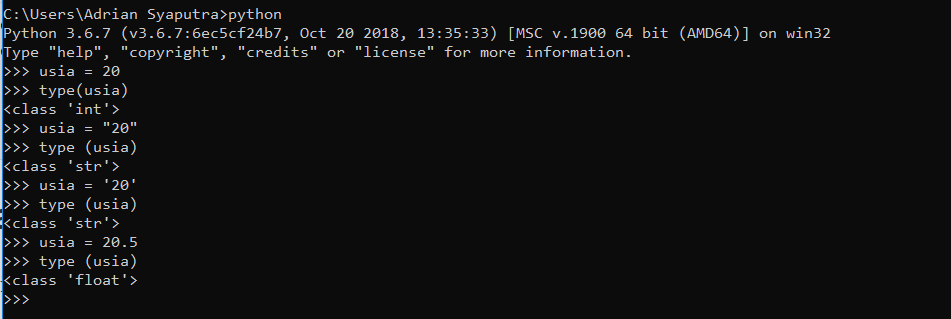 C:\Users\Adrian Syaputra>python
Python 3.6.7 (v3.6.7:6ec5cf24b7, Oct 20 2018, 13:35:33) [MSC v.1900 64 bit (AMD64)] on win32
Type "help", "copyright", "credits" or "license" for more information.
>>> usia = 20
>>> type(usia)
<class 'int'>
>>> usia = "20"
>>> type (usia)
<class 'str'>
>>> usia = '20'
>>> type (usia)
<class 'str'>
>>> usia = 20.5
>>> type (usia)
<class 'float'>
>>>